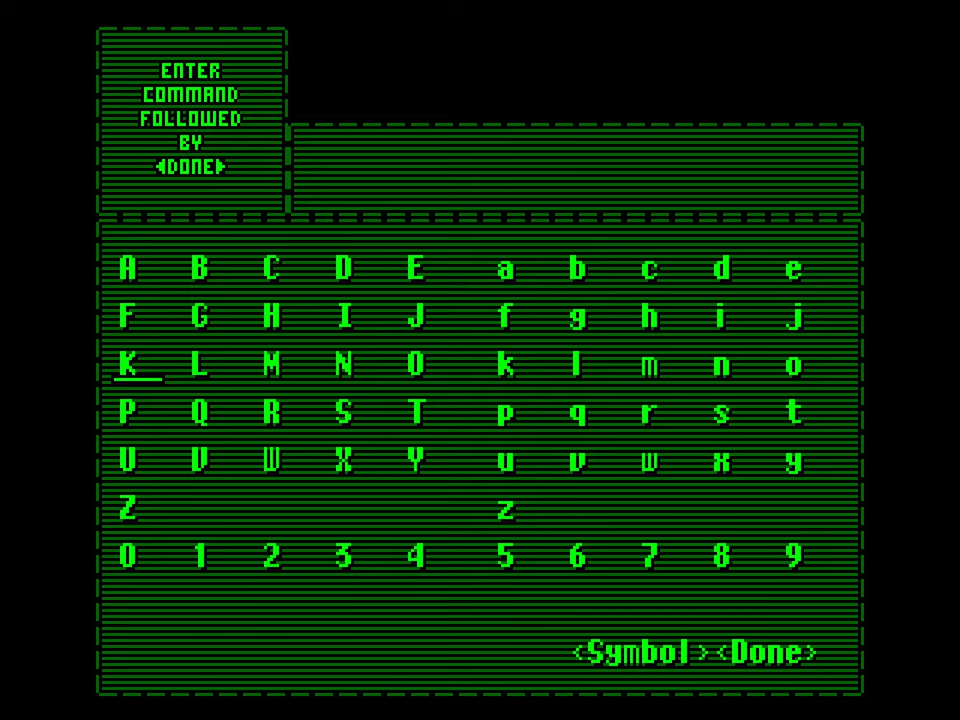 ENTER
COMMAND
FOLLOWED
BY
◀DONE▶
A B C D E a b c d e
F G H I J f g h i j
K L M N O k l m n o
P Q R S T p q r s t
U V W X Y u v w x y
Z z
0 1 2 3 4 5 6 7 8 9
<Symbol><Done>